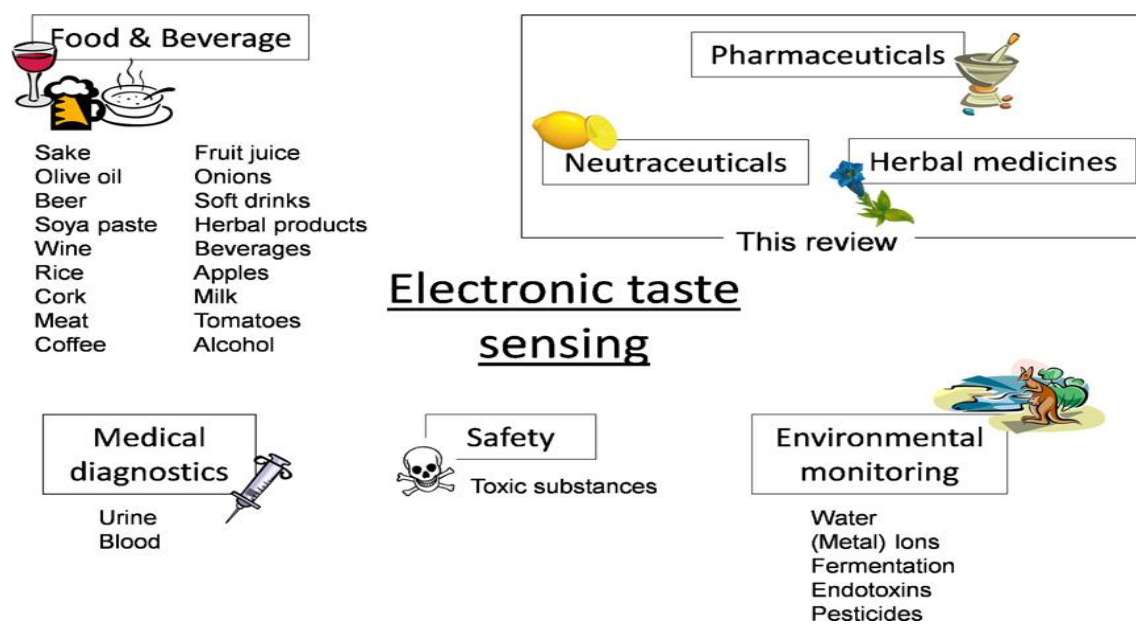 Food & Beverage
Sake
Olive oil
Beer
Soya paste
Wine
Rice
Cork
Meat
Coffee
Fruit juice
Onions
Soft drinks
Herbal products
Beverages
Apples
Milk
Tomatoes
Alcohol
Pharmaceuticals
Neutraceuticals
Herbal medicines
This review
Electronic taste
sensing
Medical
diagnostics
Urine
Blood
Safety
Toxic substances
Environmental
monitoring
Water
(Metal) Ions
Fermentation
Endotoxins
Pesticides